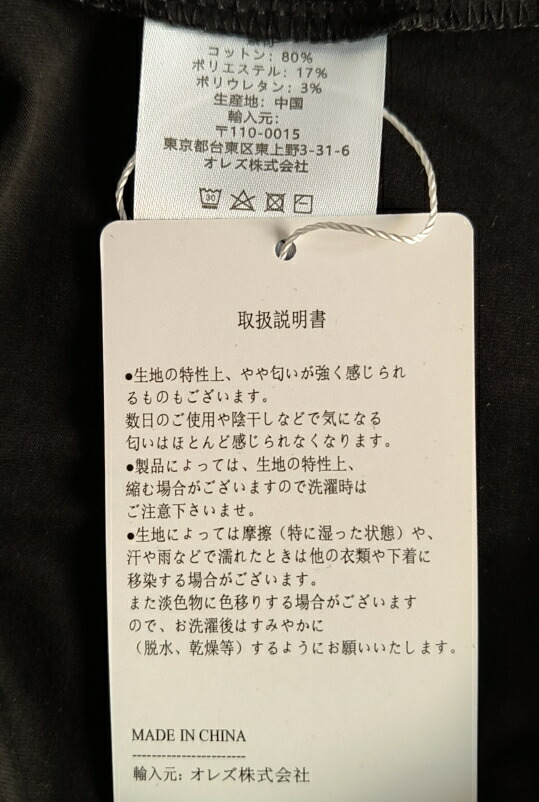 コットン: 80%
ポリエステル: 17%
ポリウレタン: 3%
生産地: 中国
輸入元:
〒110-0015
東京都台東区東上野3-31-6
オレズ株式会社
30
取扱説明書
●生地の特性上、やや匂いが強く感じられ
るものもございます。
数日のご使用や陰干しなどで気になる
匂いはほとんど感じられなくなります。
●製品によっては、生地の特性上、
縮む場合がございますので洗濯時は
ご注意下さいませ。
●生地によっては摩擦（特に湿った状態）や、
汗や雨などで濡れたときは他の衣類や下着に
移染する場合がございます。
また淡色物に色移りする場合がございます
ので、お洗濯後はすみやかに
（脱水、乾燥等）するようにお願いいたします。
MADE IN CHINA
------------------------
輸入元: オレズ株式会社